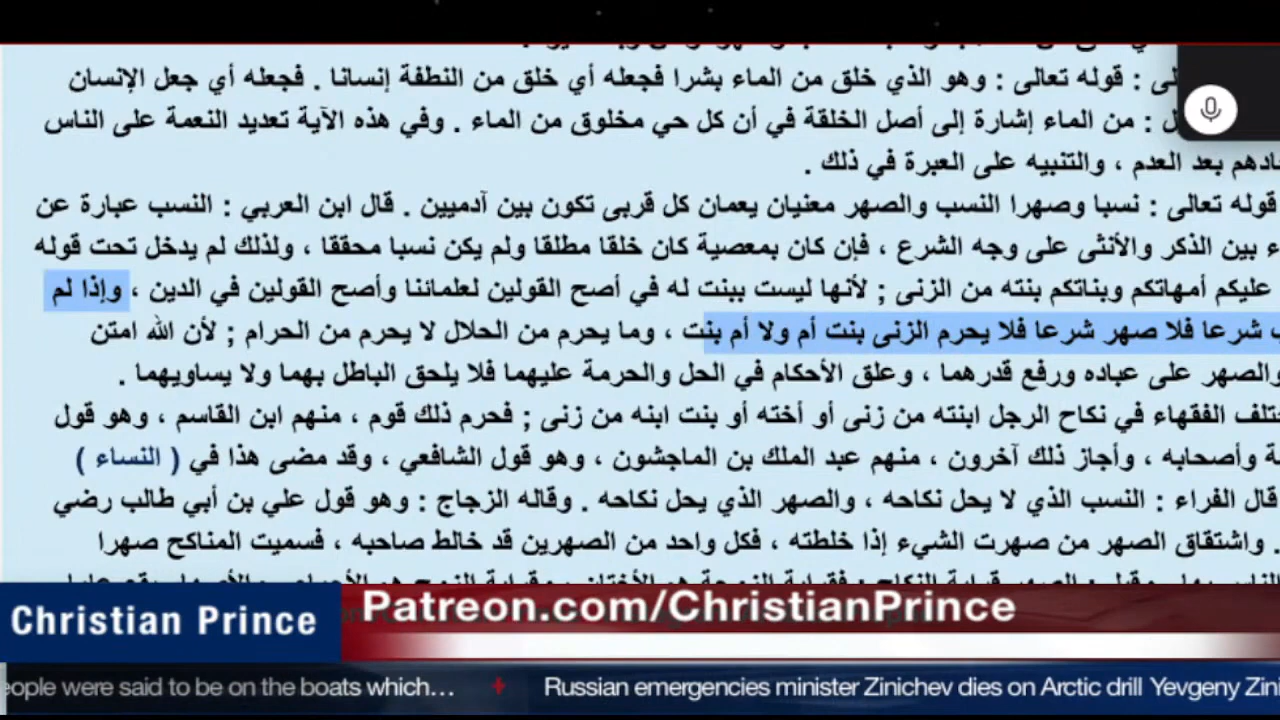 لى : قوله تعالى : وهو الذي خلق من الماء بشرا فجعله أي خلق من النطفة إنسانا . فجعله أي جعل الإنسان
ل : من الماء إشارة إلى أصل الخلقة في أن كل حي مخلوق من الماء . وفي هذه الآية تعديد النعمة على الناس
ادهم بعد العدم ، والتنبيه على العبرة في ذلك .
قوله تعالى : نسبا وصهرا النسب والصهر معنيان يعمان كل قربى تكون بين آدميين . قال ابن العربي : النسب عبارة عن
ء بين الذكر والأنثى على وجه الشرع ، فإن كان بمعصية كان خلقا مطلقا ولم يكن نسبا محققا ، ولذلك لم يدخل تحت قوله
عليكم أمهاتكم وبناتكم بنته من الزنى ; لأنها ليست ببنت له في أصح القولين لعلمائنا وأصح القولين في الدين ، وإذا لم
شرعا فلا صهر شرعا فلا يحرم الزنى بنت أم ولا أم بنت ، وما يحرم من الحلال لا يحرم من الحرام ; لأن الله امتن
والصهر على عباده ورفع قدرهما ، وعلق الأحكام في الحل والحرمة عليهما فلا يلحق الباطل بهما ولا يساويهما .
تلف الفقهاء في نكاح الرجل ابنته من زنى أو أخته أو بنت ابنه من زنى ; فحرم ذلك قوم ، منهم ابن القاسم ، وهو قول
ة وأصحابه ، وأجاز ذلك آخرون ، منهم عبد الملك بن الماجشون ، وهو قول الشافعي ، وقد مضى هذا في ( النساء )
قال الفراء : النسب الذي لا يحل نكاحه ، والصهر الذي يحل نكاحه . وقاله الزجاج : وهو قول علي بن أبي طالب رضي
. واشتقاق الصهر من صهرت الشيء إذا خلطته ، فكل واحد من الصهرين قد خالط صاحبه ، فسميت المناكح صهرا
Christian Prince
Patreon.com/ChristianPrince
eople were said to be on the boats which… Russian emergencies minister Zinichev dies on Arctic drill Yevgeny Zini